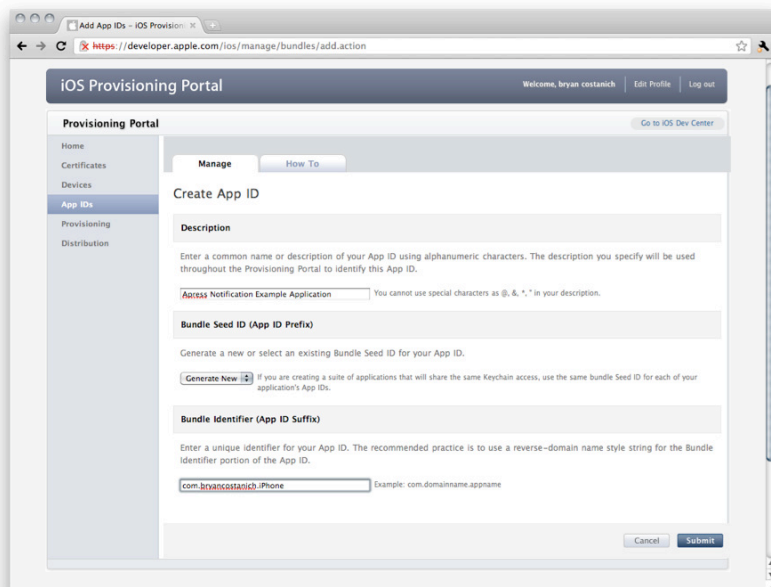 Add App IDs - iOS Provision
https://developer.apple.com/ios/manage/bundles/add.action
iOS Provisioning Portal
Welcome, bryan costanich
Edit Profile
Log out
Provisioning Portal
Go to iOS Dev Center
Home
Certificates
Devices
App IDs
Provisioning
Distribution
Manage
How To
Create App ID
Description
Enter a common name or description of your App ID using alphanumeric characters. The description you specify will be used
throughout the Provisioning Portal to identify this App ID.
Apress Notification Example Application
You cannot use special characters as @, &, *, " in your description.
Bundle Seed ID (App ID Prefix)
Generate a new or select an existing Bundle Seed ID for your App ID.
Generate New
If you are creating a suite of applications that will share the same Keychain access, use the same bundle Seed ID for each of your
application's App IDs.
Bundle Identifier (App ID Suffix)
Enter a unique identifier for your App ID. The recommended practice is to use a reverse-domain name style string for the Bundle
Identifier portion of the App ID.
com.bryancostanich.iPhone
Example: com.domainname.appname
Cancel
Submit